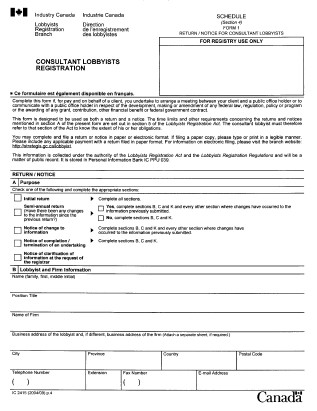 Industry Canada Industrie Canada
Lobbyists Registration Branch
Direction de l'enregistrement des lobbyistes
SCHEDULE
(Section 4)
FORM 1
RETURN / NOTICE FOR CONSULTANT LOBBYISTS
FOR REGISTRY USE ONLY
CONSULTANT LOBBYISTS
REGISTRATION
Ce formulaire est également disponible en français.
Complete this form if, for pay and on behalf of a client, you undertake to arrange a meeting between your client and a public office holder or to
communicate with a public office holder in respect of the development, making or amendment of any federal law, regulation, policy or program
or the awarding of any grant, contribution, other financial benefit or federal government contract.
This form is designed to be used as both a return and a notice. The time limits and other requirements concerning the returns and notices
mentioned in section A of the present form are set out in section 5 of the Lobbyists Registration Act. The consultant lobbyist must therefore
refer to that section of the Act to know the extent of his or her obligations.
You may complete and file a return or notice in paper or electronic format. If filing a paper copy, please type or print in a legible manner.
Please include any applicable payment with a return filed in paper format. For information on electronic filing, please visit the branch website:
http://strategis.gc.ca/lobbyist
This information is collected under the authority of the Lobbyists Registration Act and the Lobbyists Registration Regulations and will be a
matter of public record. It is stored in Personal Information Bank IC PPU 035.
RETURN / NOTICE
A Purpose
Check one of the following and complete the appropriate sections:
Initial return
Complete all sections.
Semi-annual return
(Have there been any changes
to the information since the
previous return?)
Yes, complete sections B, C and K and every other section where changes have occurred to the
information previously submitted.
No, complete sections B, C and K.
Notice of change to
information
Complete sections B, C and K and every other section where changes have
occurred to the information previously submitted.
Notice of completion /
termination of undertaking
Complete sections B, C and K.
Notice of clarification of
information at the request of
the registrar
B Lobbyist and Firm Information
Name (family, first, middle initial)
Position Title
Name of Firm
Business address of the lobbyist and, if different, business address of the firm (Attach a separate sheet, if required.)
City Province Country Postal Code
Telephone Number Extension Fax Number E-mail Address
( ) ( )
IC 2415 (2004/09) p.4
Canada